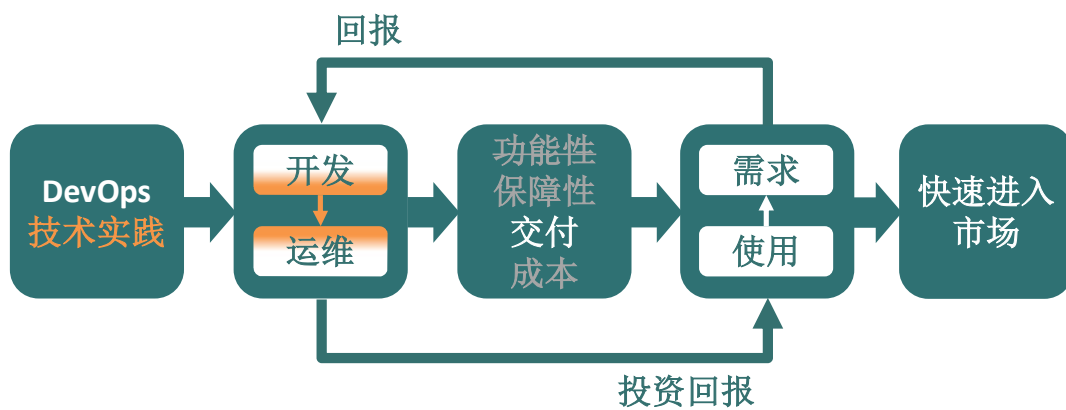 回报
DevOps
技术实践
开发
运维
功能性
保障性
交付
成本
需求
使用
快速进入
市场
投资回报